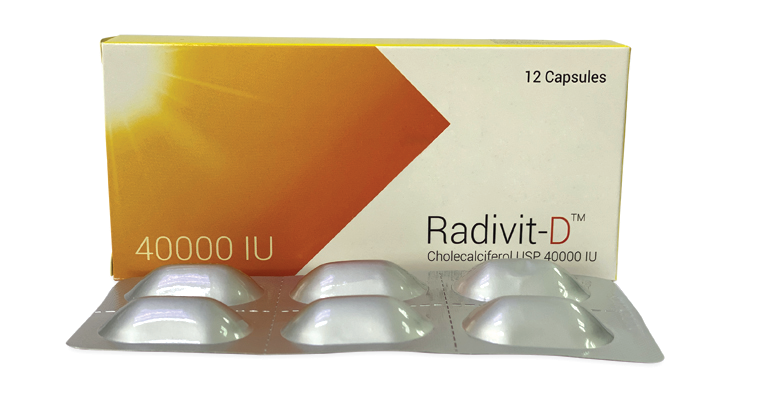 12 Capsules
Radivit-D™
Cholecalciferol USP 40000 IU
40000 IU